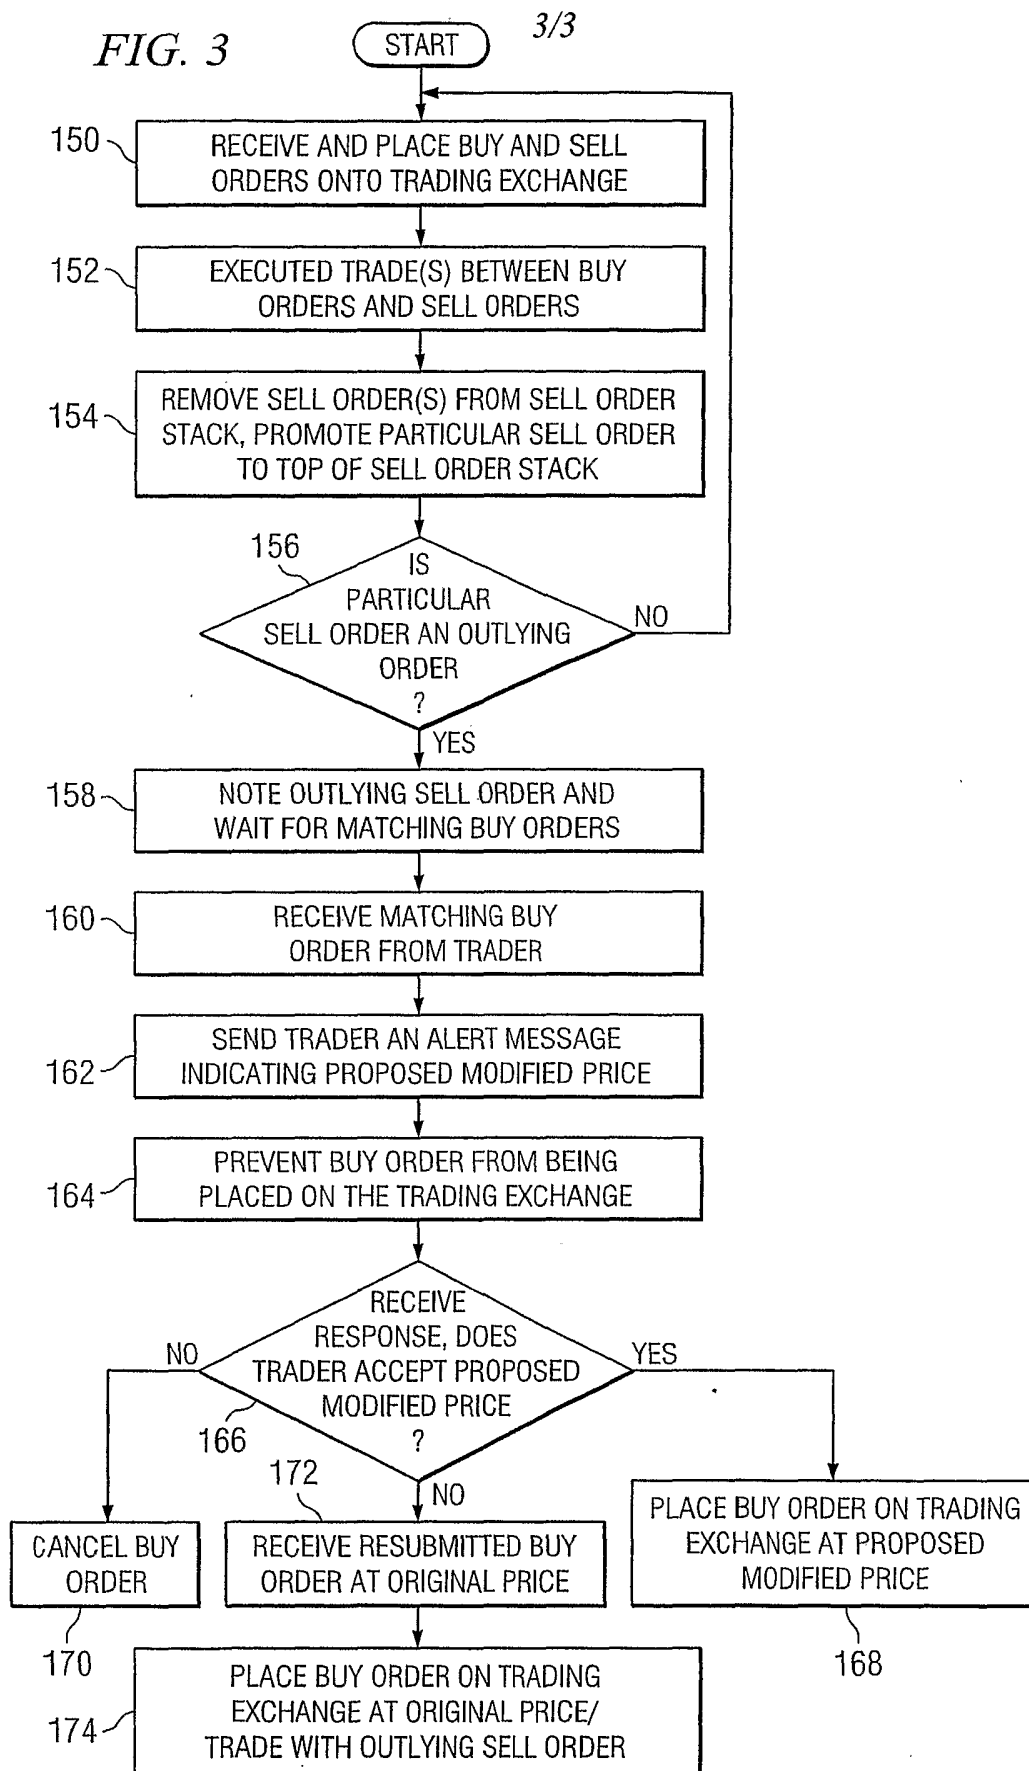 FIG. 3
START
3/3
150
RECEIVE AND PLACE BUY AND SELL
ORDERS ONTO TRADING EXCHANGE
152
EXECUTED TRADE(S) BETWEEN BUY
ORDERS AND SELL ORDERS
154
REMOVE SELL ORDER(S) FROM SELL ORDER
STACK, PROMOTE PARTICULAR SELL ORDER
TO TOP OF SELL ORDER STACK
156
IS
PARTICULAR
SELL ORDER AN OUTLYING
ORDER
?
NO
YES
158
NOTE OUTLYING SELL ORDER AND
WAIT FOR MATCHING BUY ORDERS
160
RECEIVE MATCHING BUY
ORDER FROM TRADER
162
SEND TRADER AN ALERT MESSAGE
INDICATING PROPOSED MODIFIED PRICE
164
PREVENT BUY ORDER FROM BEING
PLACED ON THE TRADING EXCHANGE
RECEIVE
RESPONSE, DOES
TRADER ACCEPT PROPOSED
MODIFIED PRICE
?
NO
YES
166
NO
172
CANCEL BUY
ORDER
170
RECEIVE RESUBMITTED BUY
ORDER AT ORIGINAL PRICE
PLACE BUY ORDER ON TRADING
EXCHANGE AT PROPOSED
MODIFIED PRICE
168
174
PLACE BUY ORDER ON TRADING
EXCHANGE AT ORIGINAL PRICE/
TRADE WITH OUTLYING SELL ORDER